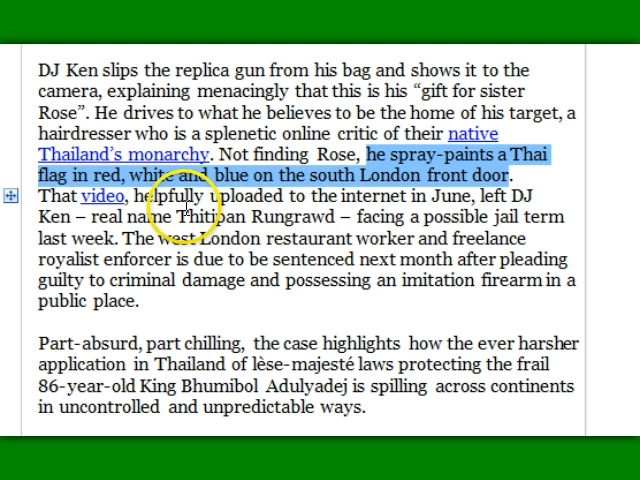 DJ Ken slips the replica gun from his bag and shows it to the
camera, explaining menacingly that this is his “gift for sister
Rose”. He drives to what he believes to be the home of his target, a
hairdresser who is a splenetic online critic of their native
Thailand’s monarchy. Not finding Rose, he spray-paints a Thai
flag in red, white and blue on the south London front door.
That video, helpfully uploaded to the internet in June, left DJ
Ken – real name Thitipan Rungrawd – facing a possible jail term
last week. The west London restaurant worker and freelance
royalist enforcer is due to be sentenced next month after pleading
guilty to criminal damage and possessing an imitation firearm in a
public place.
Part-absurd, part chilling, the case highlights how the ever harsher
application in Thailand of lèse-majesté laws protecting the frail
86-year-old King Bhumibol Adulyadej is spilling across continents
in uncontrolled and unpredictable ways.